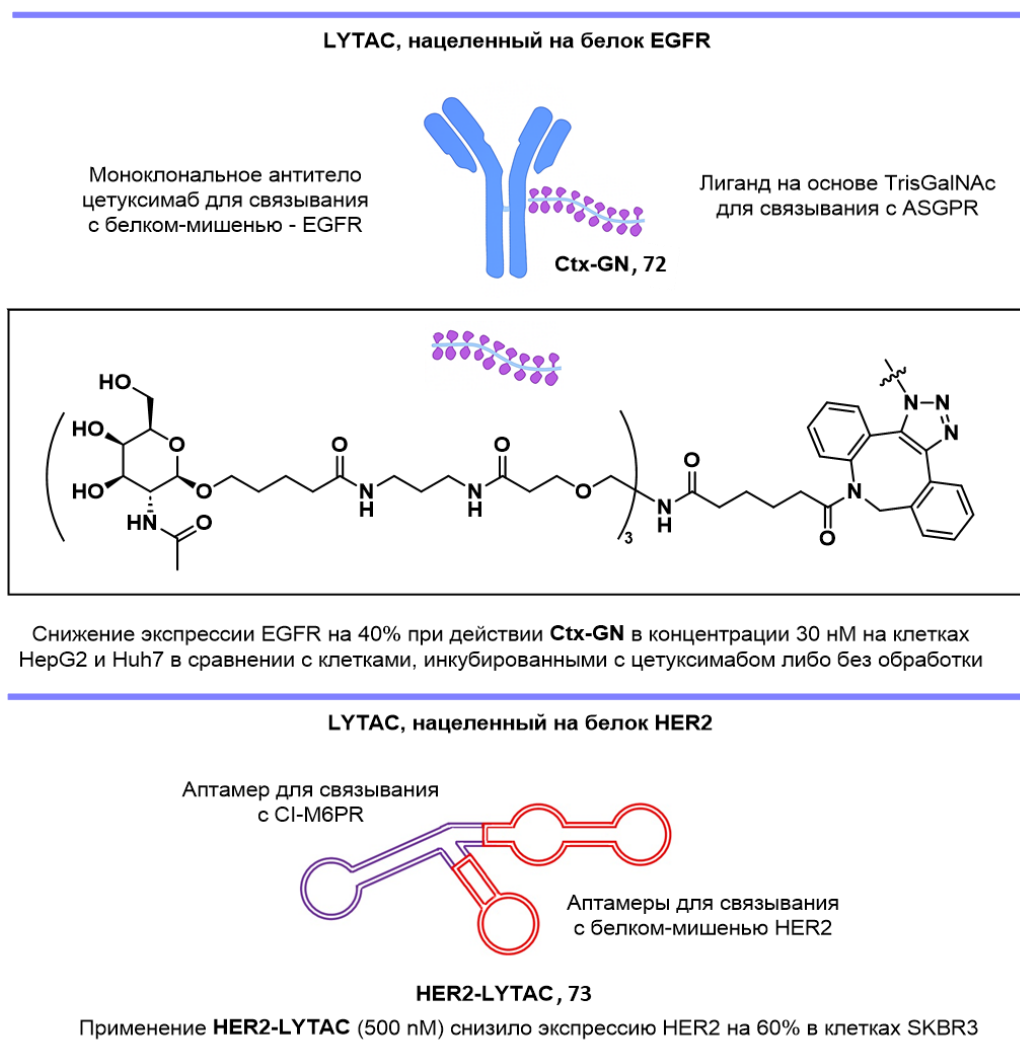 LYTAC, нацеленный на белок EGFR
Моноклональное антитело
цетуксимаб для связывания
с белком-мишенью - EGFR
Лиганд на основе TrisGalNAc
для связывания с ASGPR
Ctx-GN, 72
HO
HO
HO
O
O
HN
O
O
N
H
N
H
O
O
3
N
H
O
O
N
N
N
N
Снижение экспрессии EGFR на 40% при действии Ctx-GN в концентрации 30 нМ на клетках
HepG2 и Huh7 в сравнении с клетками, инкубированными с цетуксимабом либо без обработки
LYTAC, нацеленный на белок HER2
Аптамер для связывания
с CI-M6PR
Аптамеры для связывания
с белком-мишенью HER2
HER2-LYTAC, 73
Применение HER2-LYTAC (500 nM) снизило экспрессию HER2 на 60% в клетках SKBR3